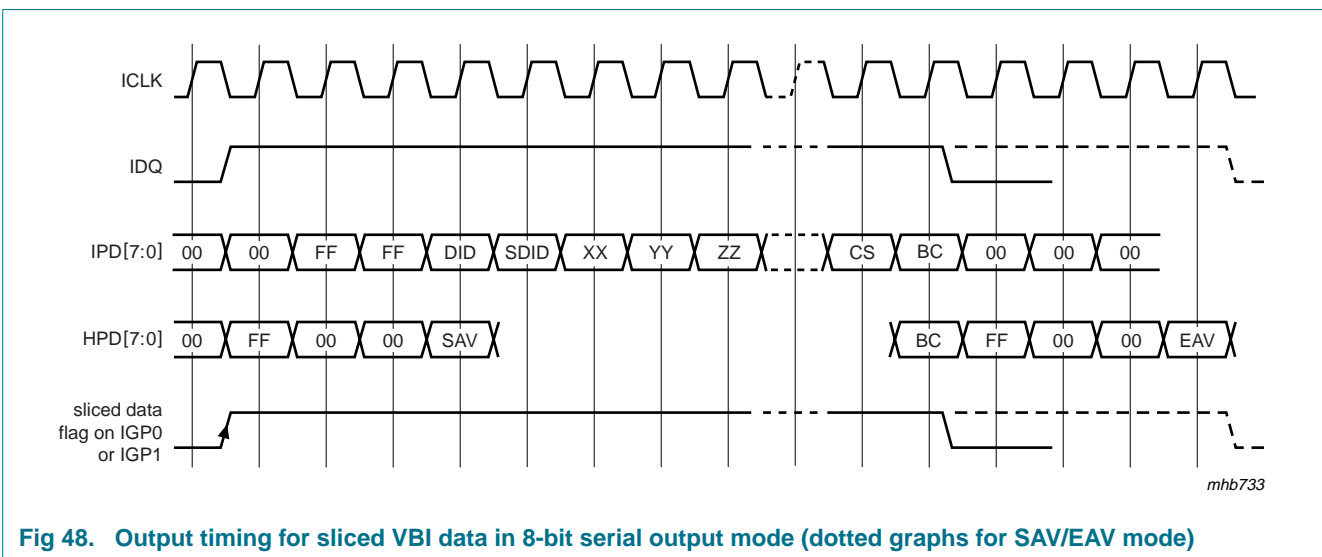 ICLK
IDQ
IPD[7:0] 00 00 FF FF DID SDID XX YY ZZ CS BC 00 00 00
HPD[7:0] 00 FF 00 00 SAV BC FF 00 00 EAV
sliced data
flag on IGP0
or IGP1
mhb733
Fig 48. Output timing for sliced VBI data in 8-bit serial output mode (dotted graphs for SAV/EAV mode)